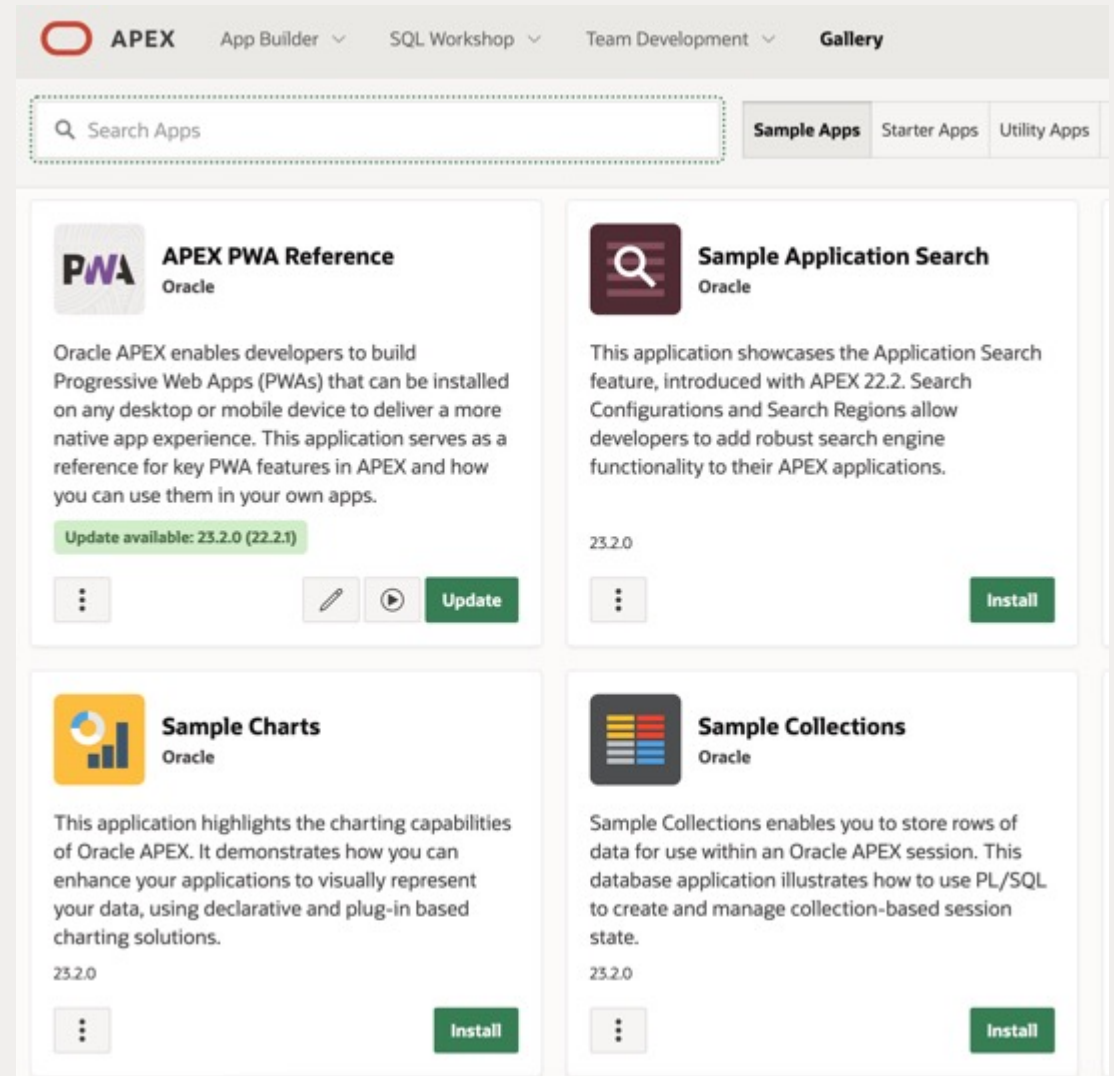 APEX App Builder SQL Workshop Team Development Gallery
Search Apps
Sample Apps Starter Apps Utility Apps
PWA
APEX PWA Reference
Oracle
Oracle APEX enables developers to build
Progressive Web Apps (PWAs) that can be installed
on any desktop or mobile device to deliver a more
native app experience. This application serves as a
reference for key PWA features in APEX and how
you can use them in your own apps.
Update available: 23.2.0 (22.2.1)
Update
Sample Application Search
Oracle
This application showcases the Application Search
feature, introduced with APEX 22.2. Search
Configurations and Search Regions allow
developers to add robust search engine
functionality to their APEX applications.
23.2.0
Install
Sample Charts
Oracle
This application highlights the charting capabilities
of Oracle APEX. It demonstrates how you can
enhance your applications to visually represent
your data, using declarative and plug-in based
charting solutions.
23.2.0
Install
Sample Collections
Oracle
Sample Collections enables you to store rows of
data for use within an Oracle APEX session. This
database application illustrates how to use PL/SQL
to create and manage collection-based session
state.
23.2.0
Install